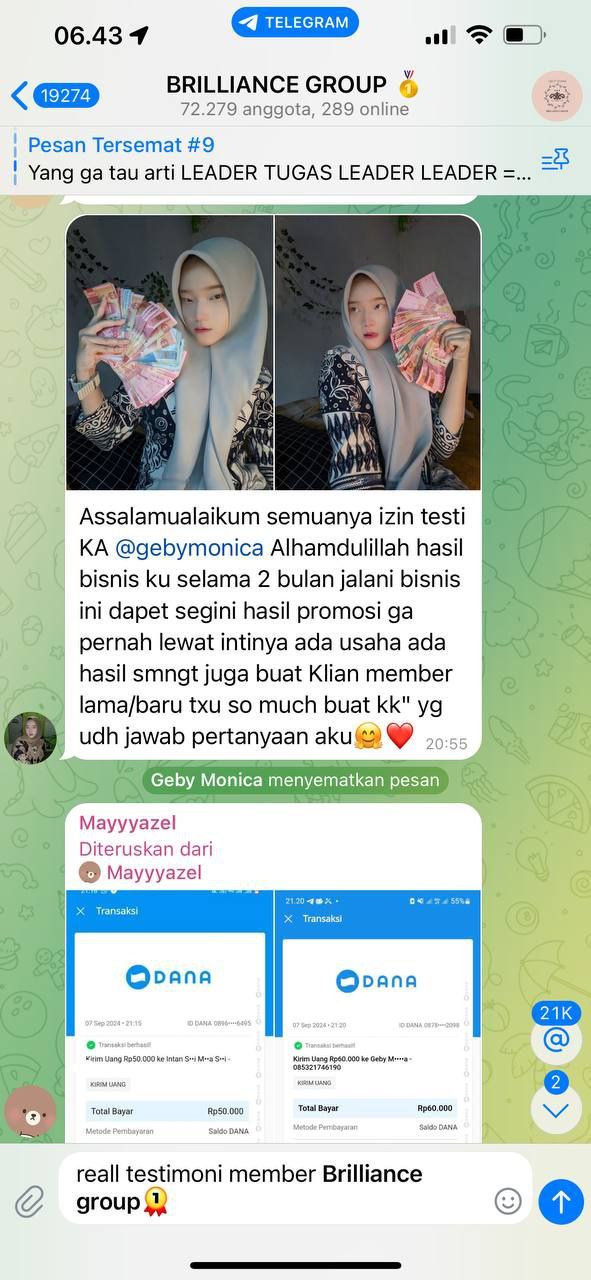 06.43
TELEGRAM
19274
BRILLIANCE GROUP
72.279 anggota, 289 online
Pesan Tersemat #9
Yang ga tau arti LEADER TUGAS LEADER LEADER =...
Assalamualaikum semuanya izin testi
KA @gebymonica Alhamdulillah hasil
bisnis ku selama 2 bulan jalani bisnis
ini dapet segini hasil promosi ga
pernah lewat intinya ada usaha ada
hasil smngt juga buat Klian member
lama/baru txu so much buat kk" yg
udh jawab pertanyaan aku🤗❤️
20:55
Geby Monica menyematkan pesan
Mayyyazel
Diteruskan dari
Mayyyazel
Transaksi
DANA
07 Sep 2024 • 21:15
ID DANA 0896••••6495
Transaksi berhasil!
Kirim Uang Rp50.000 ke Intan S••i M••a S••i -
KIRIM UANG
Total Bayar Rp50.000
Metode Pembayaran Saldo DANA
21.20
55%
Transaksi
DANA
07 Sep 2024 • 21:20
ID DANA 0878••••2098
Transaksi berhasil!
Kirim Uang Rp60.000 ke Geby M••••a -
085321746190
KIRIM UANG
Total Bayar Rp60.000
Metode Pembayaran Saldo DANA
21K
@
2
reall testimoni member Brilliance
group